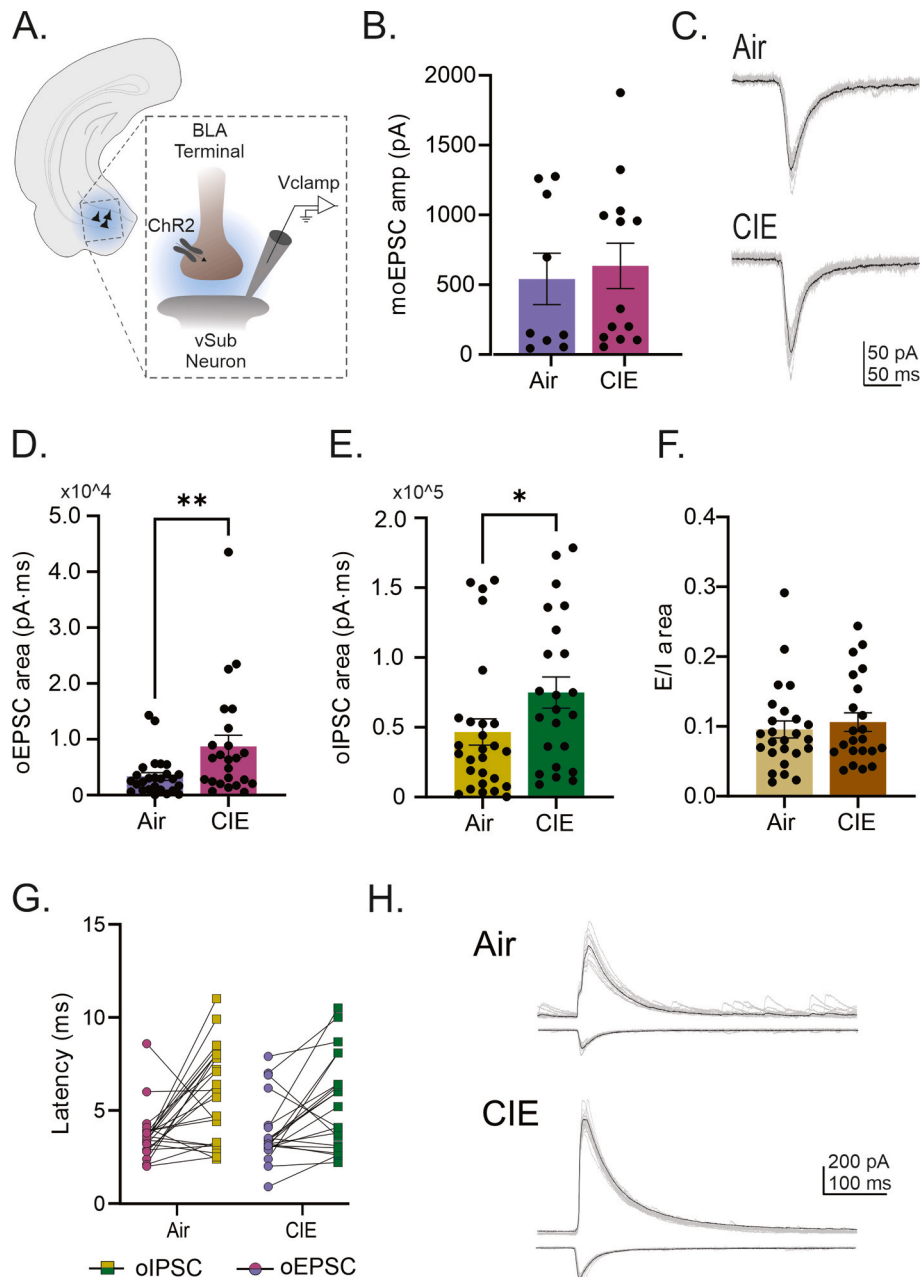 A.
BLA
Terminal
Vclamp
ChR2
vSub
Neuron
B.
moEPSC amp (pA)
2000
1500
1000
500
0
Air
CIE
C.
Air
CIE
50 pA
50 ms
D.
x10^4
oEPSC area (pA·ms)
5.0
4.0
3.0
2.0
1.0
0
**
Air
CIE
E.
x10^5
oIPSC area (pA·ms)
2.0
1.5
1.0
0.5
0
*
Air
CIE
F.
E/I area
0.4
0.3
0.2
0.1
0.0
Air
CIE
G.
Latency (ms)
15
10
5
0
Air
CIE
oIPSC
oEPSC
H.
Air
CIE
200 pA
100 ms